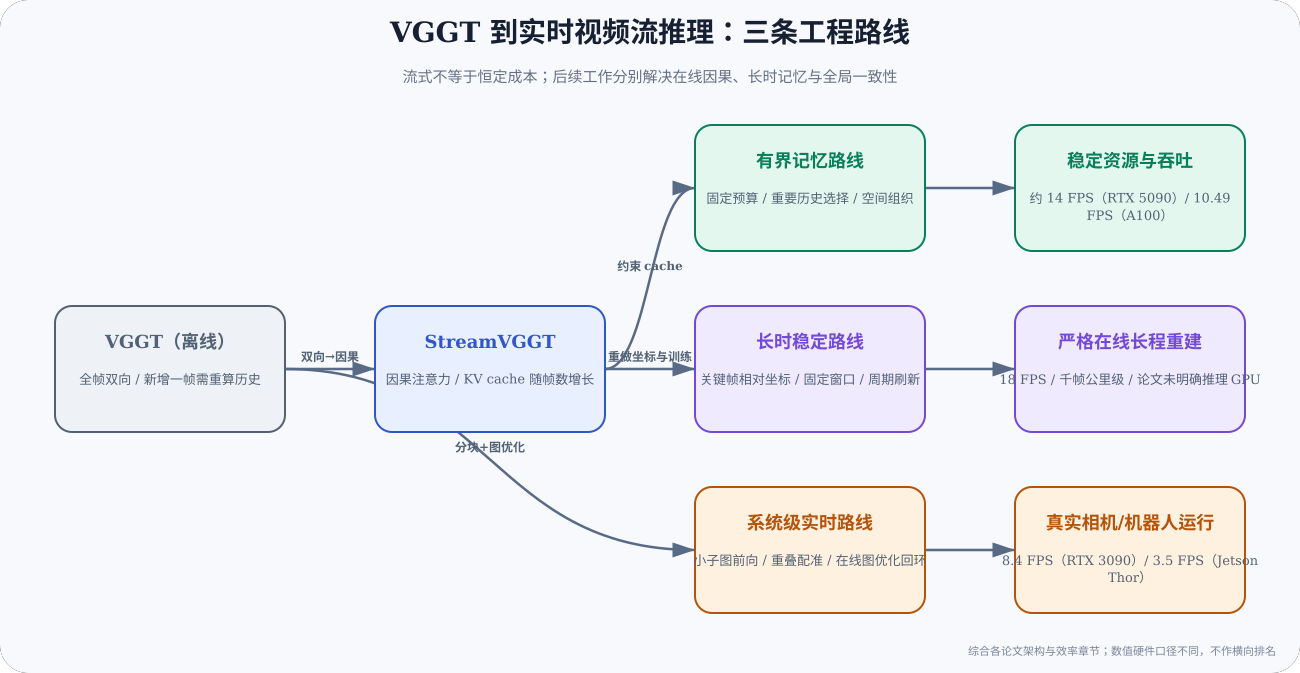 VGGT 到实时视频流推理：三条工程路线
流式不等于恒定成本；后续工作分别解决在线因果、长时记忆与全局一致性
有界记忆路线
固定预算 / 重要历史选择 / 空间组织
稳定资源与吞吐
约 14 FPS（RTX 5090）/ 10.49
FPS（A100）
约束 cache
VGGT（离线）
全帧双向 / 新增一帧需重算历史
双向→因果
StreamVGGT
因果注意力 / KV cache 随帧数增长
重做坐标与训练
长时稳定路线
关键帧相对坐标 / 固定窗口 / 周期刷新
严格在线长程重建
18 FPS / 千帧公里级 / 论文未明确推理 GPU
分块+图优化
系统级实时路线
小子图前向 / 重叠配准 / 在线图优化回环
真实相机/机器人运行
8.4 FPS（RTX 3090）/ 3.5 FPS（Jetson
Thor）
综合各论文架构与效率章节；数值硬件口径不同，不作横向排名